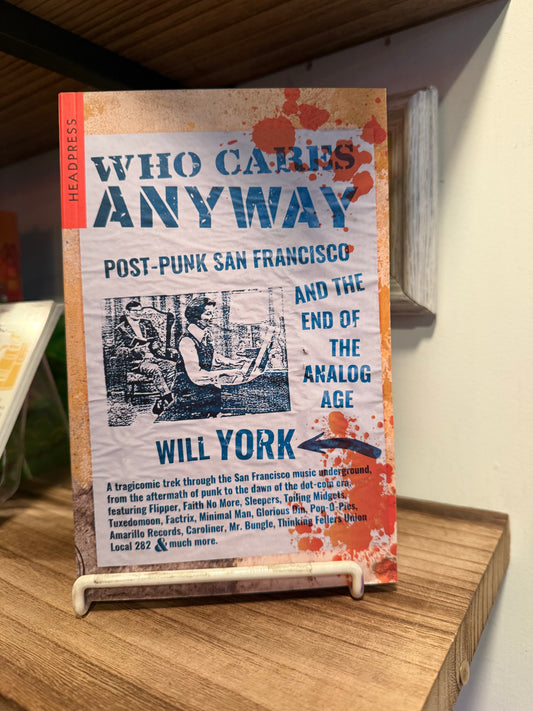 HEADPRESS
WHO CARES
ANYWAY
POST-PUNK SAN FRANCISCO
AND THE
END OF
THE
ANALOG
AGE
WILL YORK
A tragicomic trek through the San Francisco music underground,
from the aftermath of punk to the dawn of the dot-com era,
featuring Flipper, Faith No More, Sleepers, Toiling Midgets,
Tuxedomoon, Factrix, Minimal Man, Glorious Din, Pop-O-Pies,
Amarillo Records, Caroliner, Mr. Bungle, Thinking Fellers Union
Local 282 & much more.